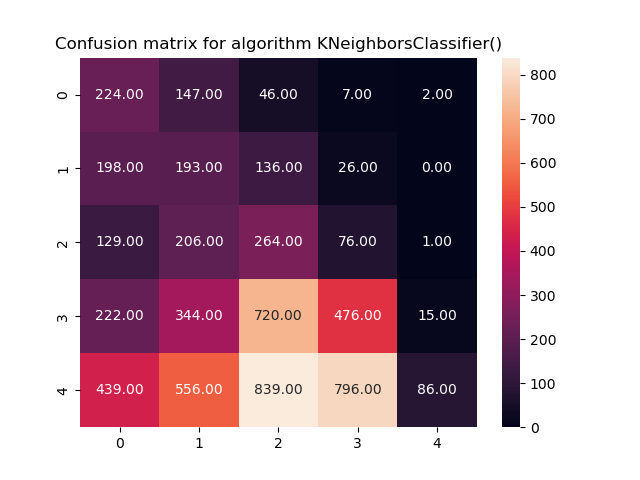 Confusion matrix for algorithm KNeighborsClassifier()
0 224.00 147.00 46.00 7.00 2.00
1 198.00 193.00 136.00 26.00 0.00
2 129.00 206.00 264.00 76.00 1.00
3 222.00 344.00 720.00 476.00 15.00
4 439.00 556.00 839.00 796.00 86.00
0 1 2 3 4
800
700
600
500
400
300
200
100
0